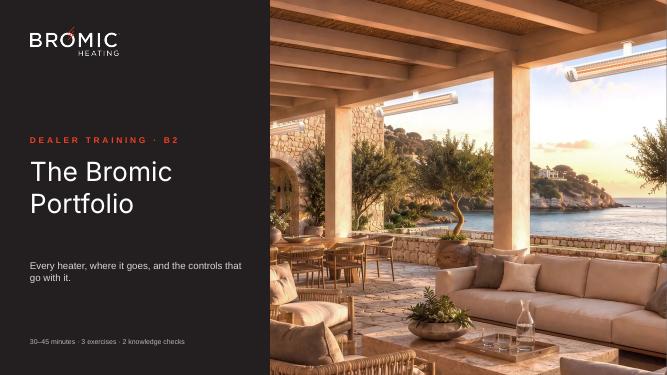 BROMIC
HEATING
DEALER TRAINING · B2
The Bromic
Portfolio
Every heater, where it goes, and the controls that
go with it.
30–45 minutes · 3 exercises · 2 knowledge checks